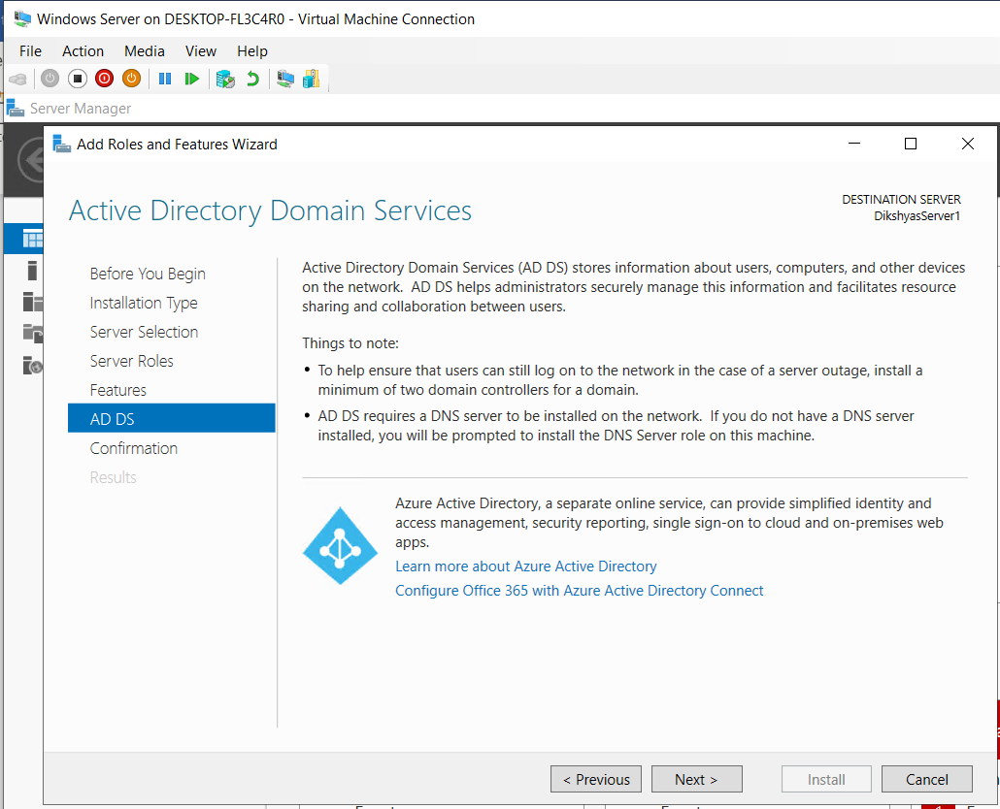 Windows Server on DESKTOP-FL3C4R0 - Virtual Machine Connection
File Action Media View Help
Server Manager
Add Roles and Features Wizard
Active Directory Domain Services
DESTINATION SERVER
DikshyasServer1
Before You Begin
Installation Type
Server Selection
Server Roles
Features
AD DS
Confirmation
Results
Active Directory Domain Services (AD DS) stores information about users, computers, and other devices
on the network.  AD DS helps administrators securely manage this information and facilitates resource
sharing and collaboration between users.
Things to note:
• To help ensure that users can still log on to the network in the case of a server outage, install a
minimum of two domain controllers for a domain.
• AD DS requires a DNS server to be installed on the network.  If you do not have a DNS server
installed, you will be prompted to install the DNS Server role on this machine.
Azure Active Directory, a separate online service, can provide simplified identity and
access management, security reporting, single sign-on to cloud and on-premises web
apps.
Learn more about Azure Active Directory
Configure Office 365 with Azure Active Directory Connect
< Previous Next > Install Cancel